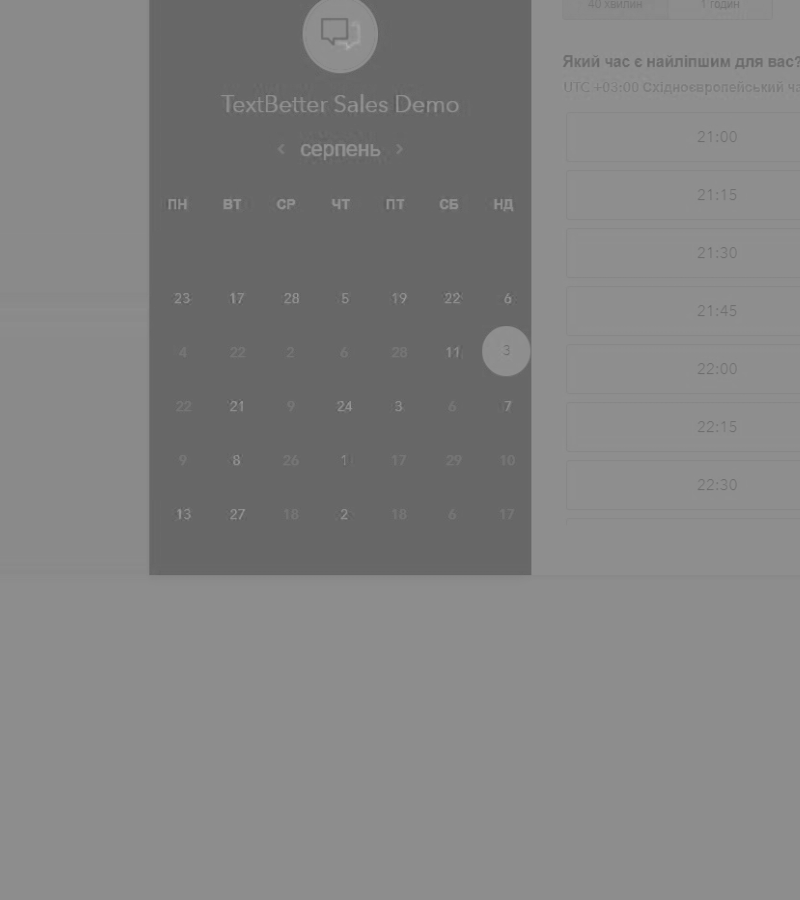 40 хвилин 1 годин
TextBetter Sales Demo
серпень
ПН ВТ СР ЧТ ПТ СБ НД
23 17 28 5 19 22 6
4 22 2 6 28 11 3
22 21 9 24 3 6 7
9 8 26 1 17 29 10
13 27 18 2 18 6 17
Який час є найліпшим для вас?
UTC +03:00 Східноєвропейський
21:00
21:15
21:30
21:45
22:00
22:15
22:30